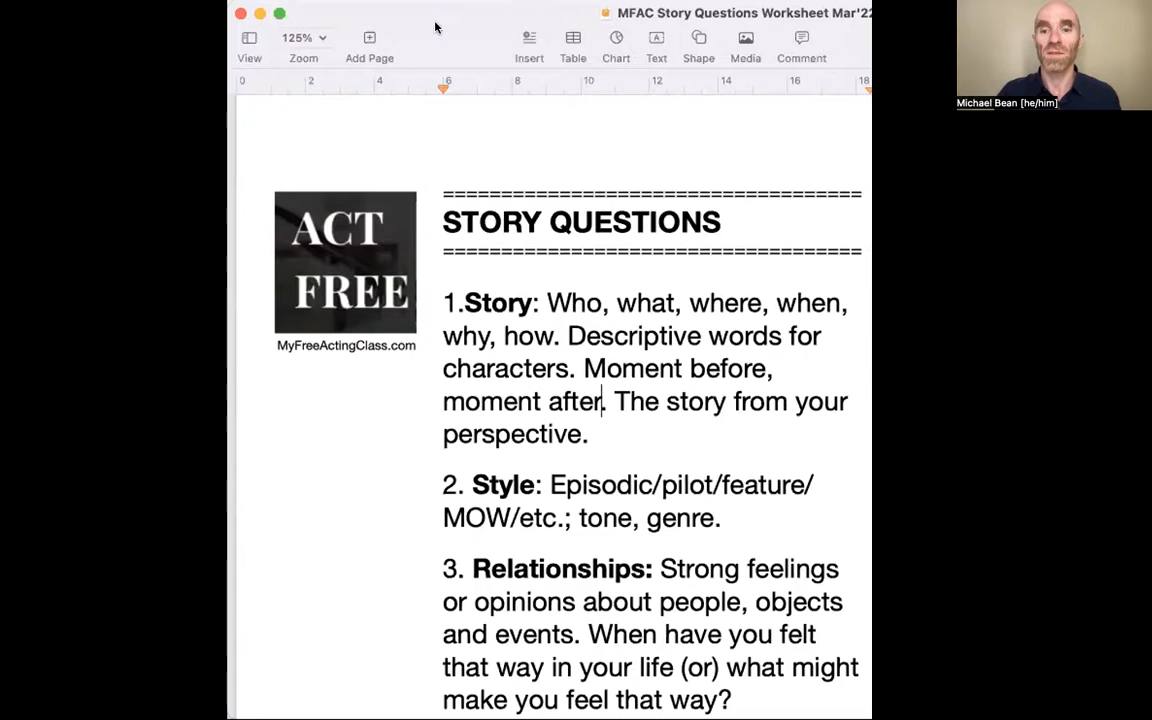 MFAC Story Questions Worksheet Mar'22
125%
View Zoom Add Page Insert Table Chart Text Shape Media Comment
0 2 4 6 8 10 12 14 16 18
Michael Bean [he/him]
ACT
FREE
MyFreeActingClass.com
====================================
STORY QUESTIONS
====================================
1.Story: Who, what, where, when,
why, how. Descriptive words for
characters. Moment before,
moment after. The story from your
perspective.
2. Style: Episodic/pilot/feature/
MOW/etc.; tone, genre.
3. Relationships: Strong feelings
or opinions about people, objects
and events. When have you felt
that way in your life (or) what might
make you feel that way?